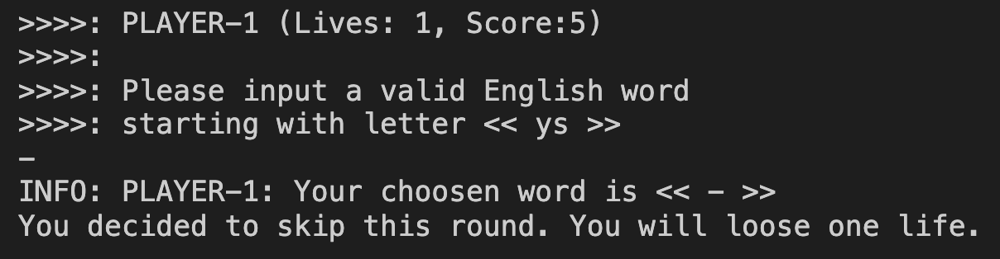 >>>>: PLAYER-1 (Lives: 1, Score:5)
>>>>:
>>>>: Please input a valid English word
>>>>: starting with letter << ys >>
-
INFO: PLAYER-1: Your choosen word is << - >>
You decided to skip this round. You will loose one life.